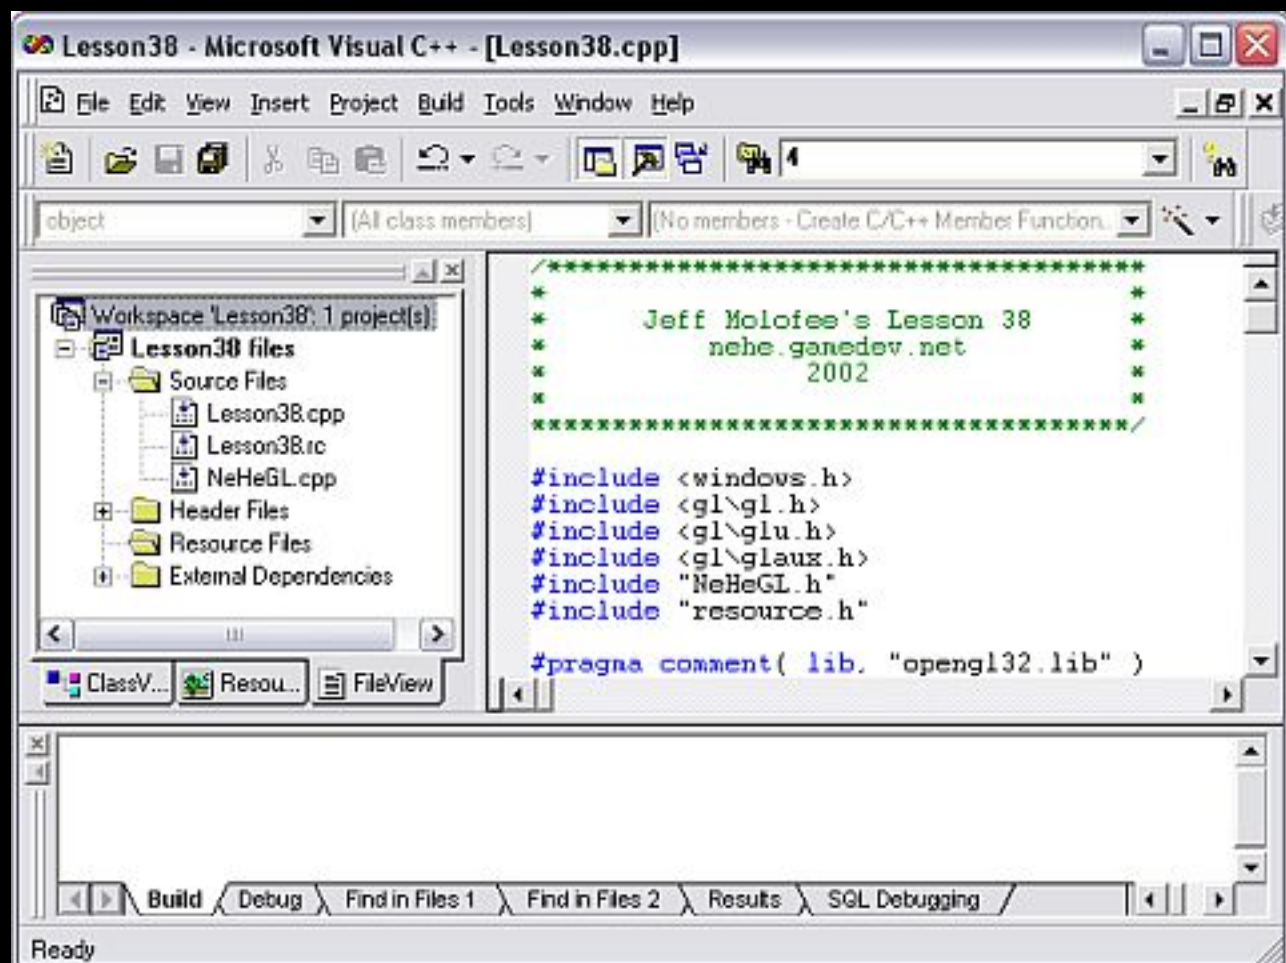 Lesson38 - Microsoft Visual C++ - [Lesson38.cpp]
File Edit View Insert Project Build Tools Window Help
4
object (All class members) (No members - Create C/C++ Member Function.
Workspace 'Lesson38': 1 project(s)
Lesson38 files
Source Files
Lesson38.cpp
Lesson38.rc
NeHeGL.cpp
Header Files
Resource Files
External Dependencies
ClassV... Resou... FileView
/*************************************
* *
* Jeff Molofee's Lesson 38 *
* nehe.gamedev.net *
* 2002 *
* *
*************************************/
#include <windows.h>
#include <gl\gl.h>
#include <gl\glu.h>
#include <gl\glaux.h>
#include "NeHeGL.h"
#include "resource.h"
#pragma comment( lib, "opengl32.lib" )
Build Debug Find in Files 1 Find in Files 2 Results SQL Debugging
Ready